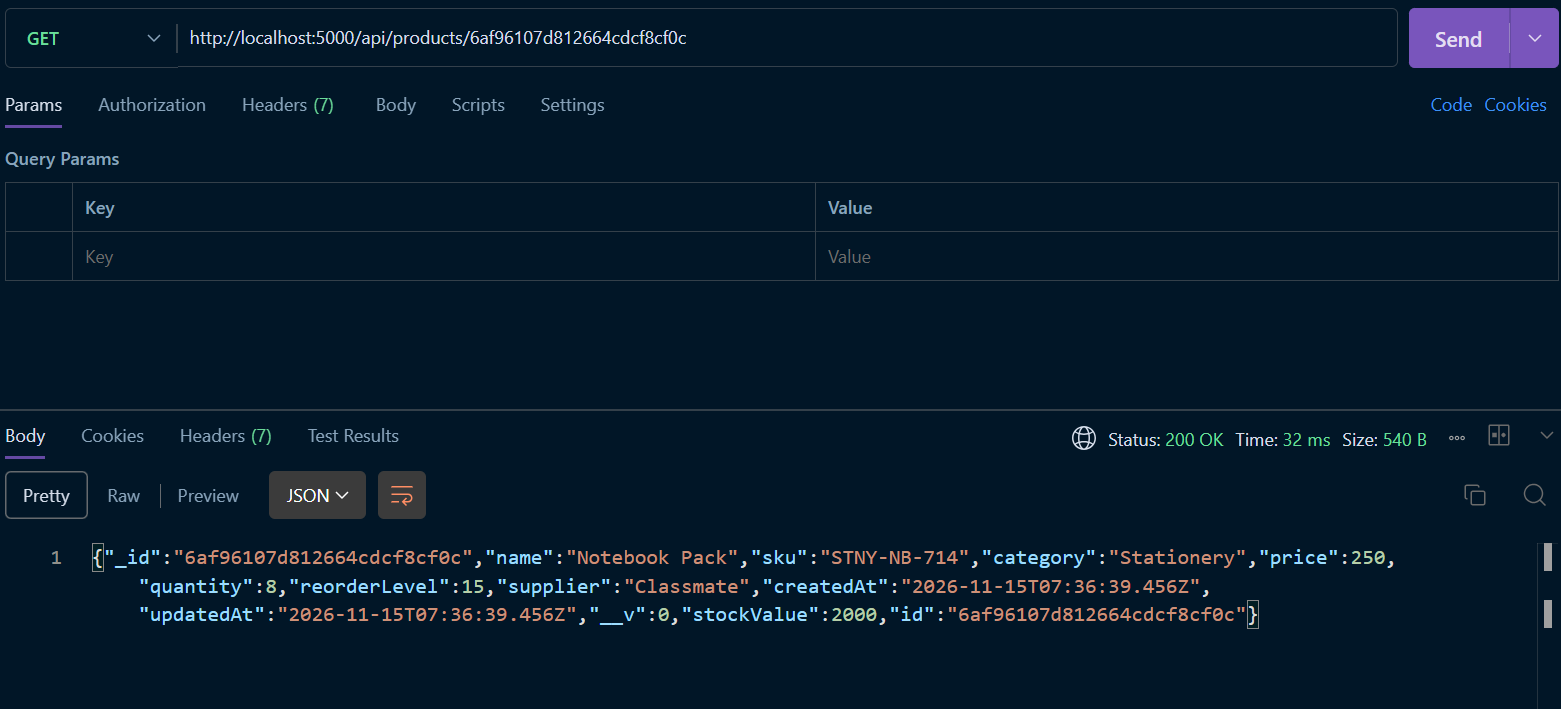 GET http://localhost:5000/api/products/6af96107d812664cdcf8cf0c Send
Params Authorization Headers (7) Body Scripts Settings Code Cookies
Query Params
Key Value
Key Value
Body Cookies Headers (7) Test Results Status: 200 OK Time: 32 ms Size: 540 B
Pretty Raw Preview JSON
1 {"_id":"6af96107d812664cdcf8cf0c","name":"Notebook Pack","sku":"STNY-NB-714","category":"Stationery","price":250,
"quantity":8,"reorderLevel":15,"supplier":"Classmate","createdAt":"2026-11-15T07:36:39.456Z",
"updatedAt":"2026-11-15T07:36:39.456Z","__v":0,"stockValue":2000,"id":"6af96107d812664cdcf8cf0c"}